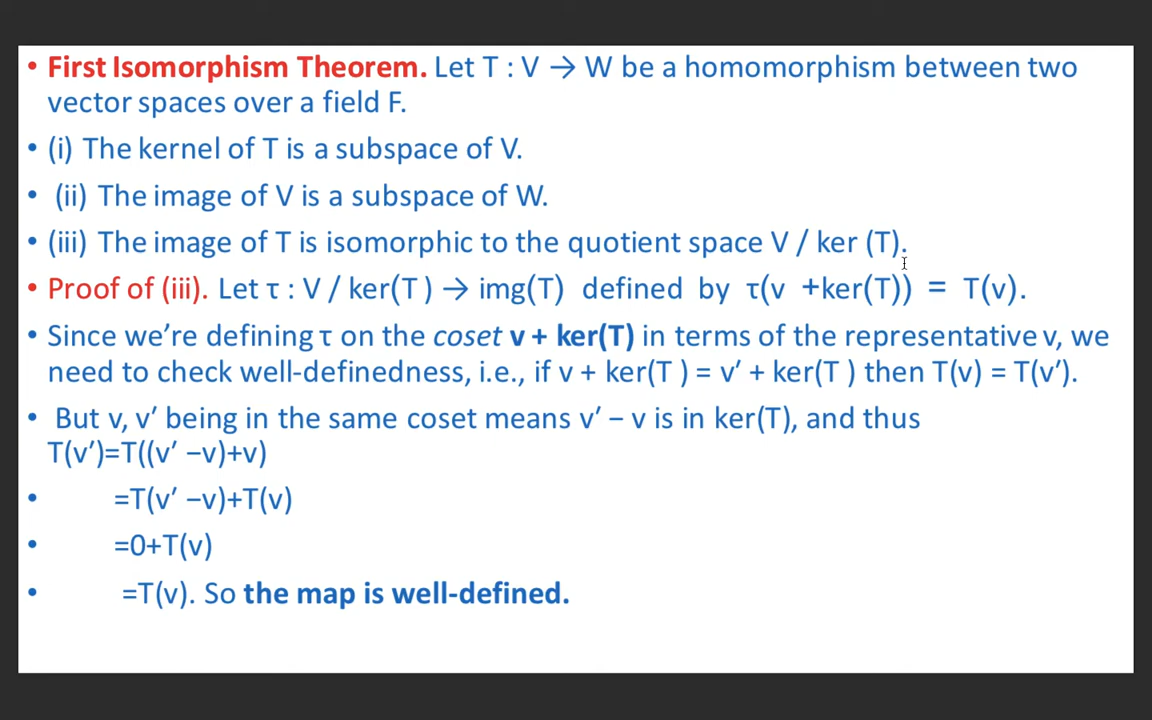 • First Isomorphism Theorem. Let T : V → W be a homomorphism between two
vector spaces over a field F.
• (i) The kernel of T is a subspace of V.
• (ii) The image of V is a subspace of W.
• (iii) The image of T is isomorphic to the quotient space V / ker (T).
• Proof of (iii). Let τ : V / ker(T ) → img(T) defined by τ(v +ker(T)) = T(v).
• Since we’re defining τ on the coset v + ker(T) in terms of the representative v, we
need to check well-definedness, i.e., if v + ker(T ) = v′ + ker(T ) then T(v) = T(v′).
• But v, v′ being in the same coset means v′ − v is in ker(T), and thus
T(v′)=T((v′ −v)+v)
• =T(v′ −v)+T(v)
• =0+T(v)
• =T(v). So the map is well-defined.